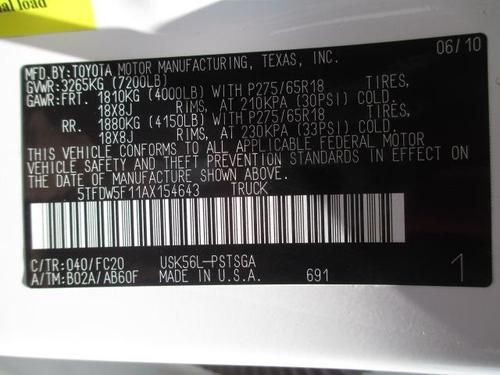 al load
MFD.BY:TOYOTA MOTOR MANUFACTURING, TEXAS, INC. 06/10
GVWR:3265KG (7200LB)
GAWR:FRT. 1810KG (4000LB) WITH P275/65R18 TIRES,
18X8J RIMS, AT 210KPA (30PSI) COLD.
RR. 1880KG (4150LB) WITH P275/65R18 TIRES,
18X8J RIMS, AT 230KPA (33PSI) COLD.
THIS VEHICLE CONFORMS TO ALL APPLICABLE FEDERAL MOTOR
VEHICLE SAFETY AND THEFT PREVENTION STANDARDS IN EFFECT ON
THE DATE OF MANUFACTURE SHOWN ABOVE.
5TFDW5F11AX154643 TRUCK
C/TR:040/FC20 USK56L-PSTSGA
A/TM:B02A/AB60F MADE IN U.S.A. 691 1